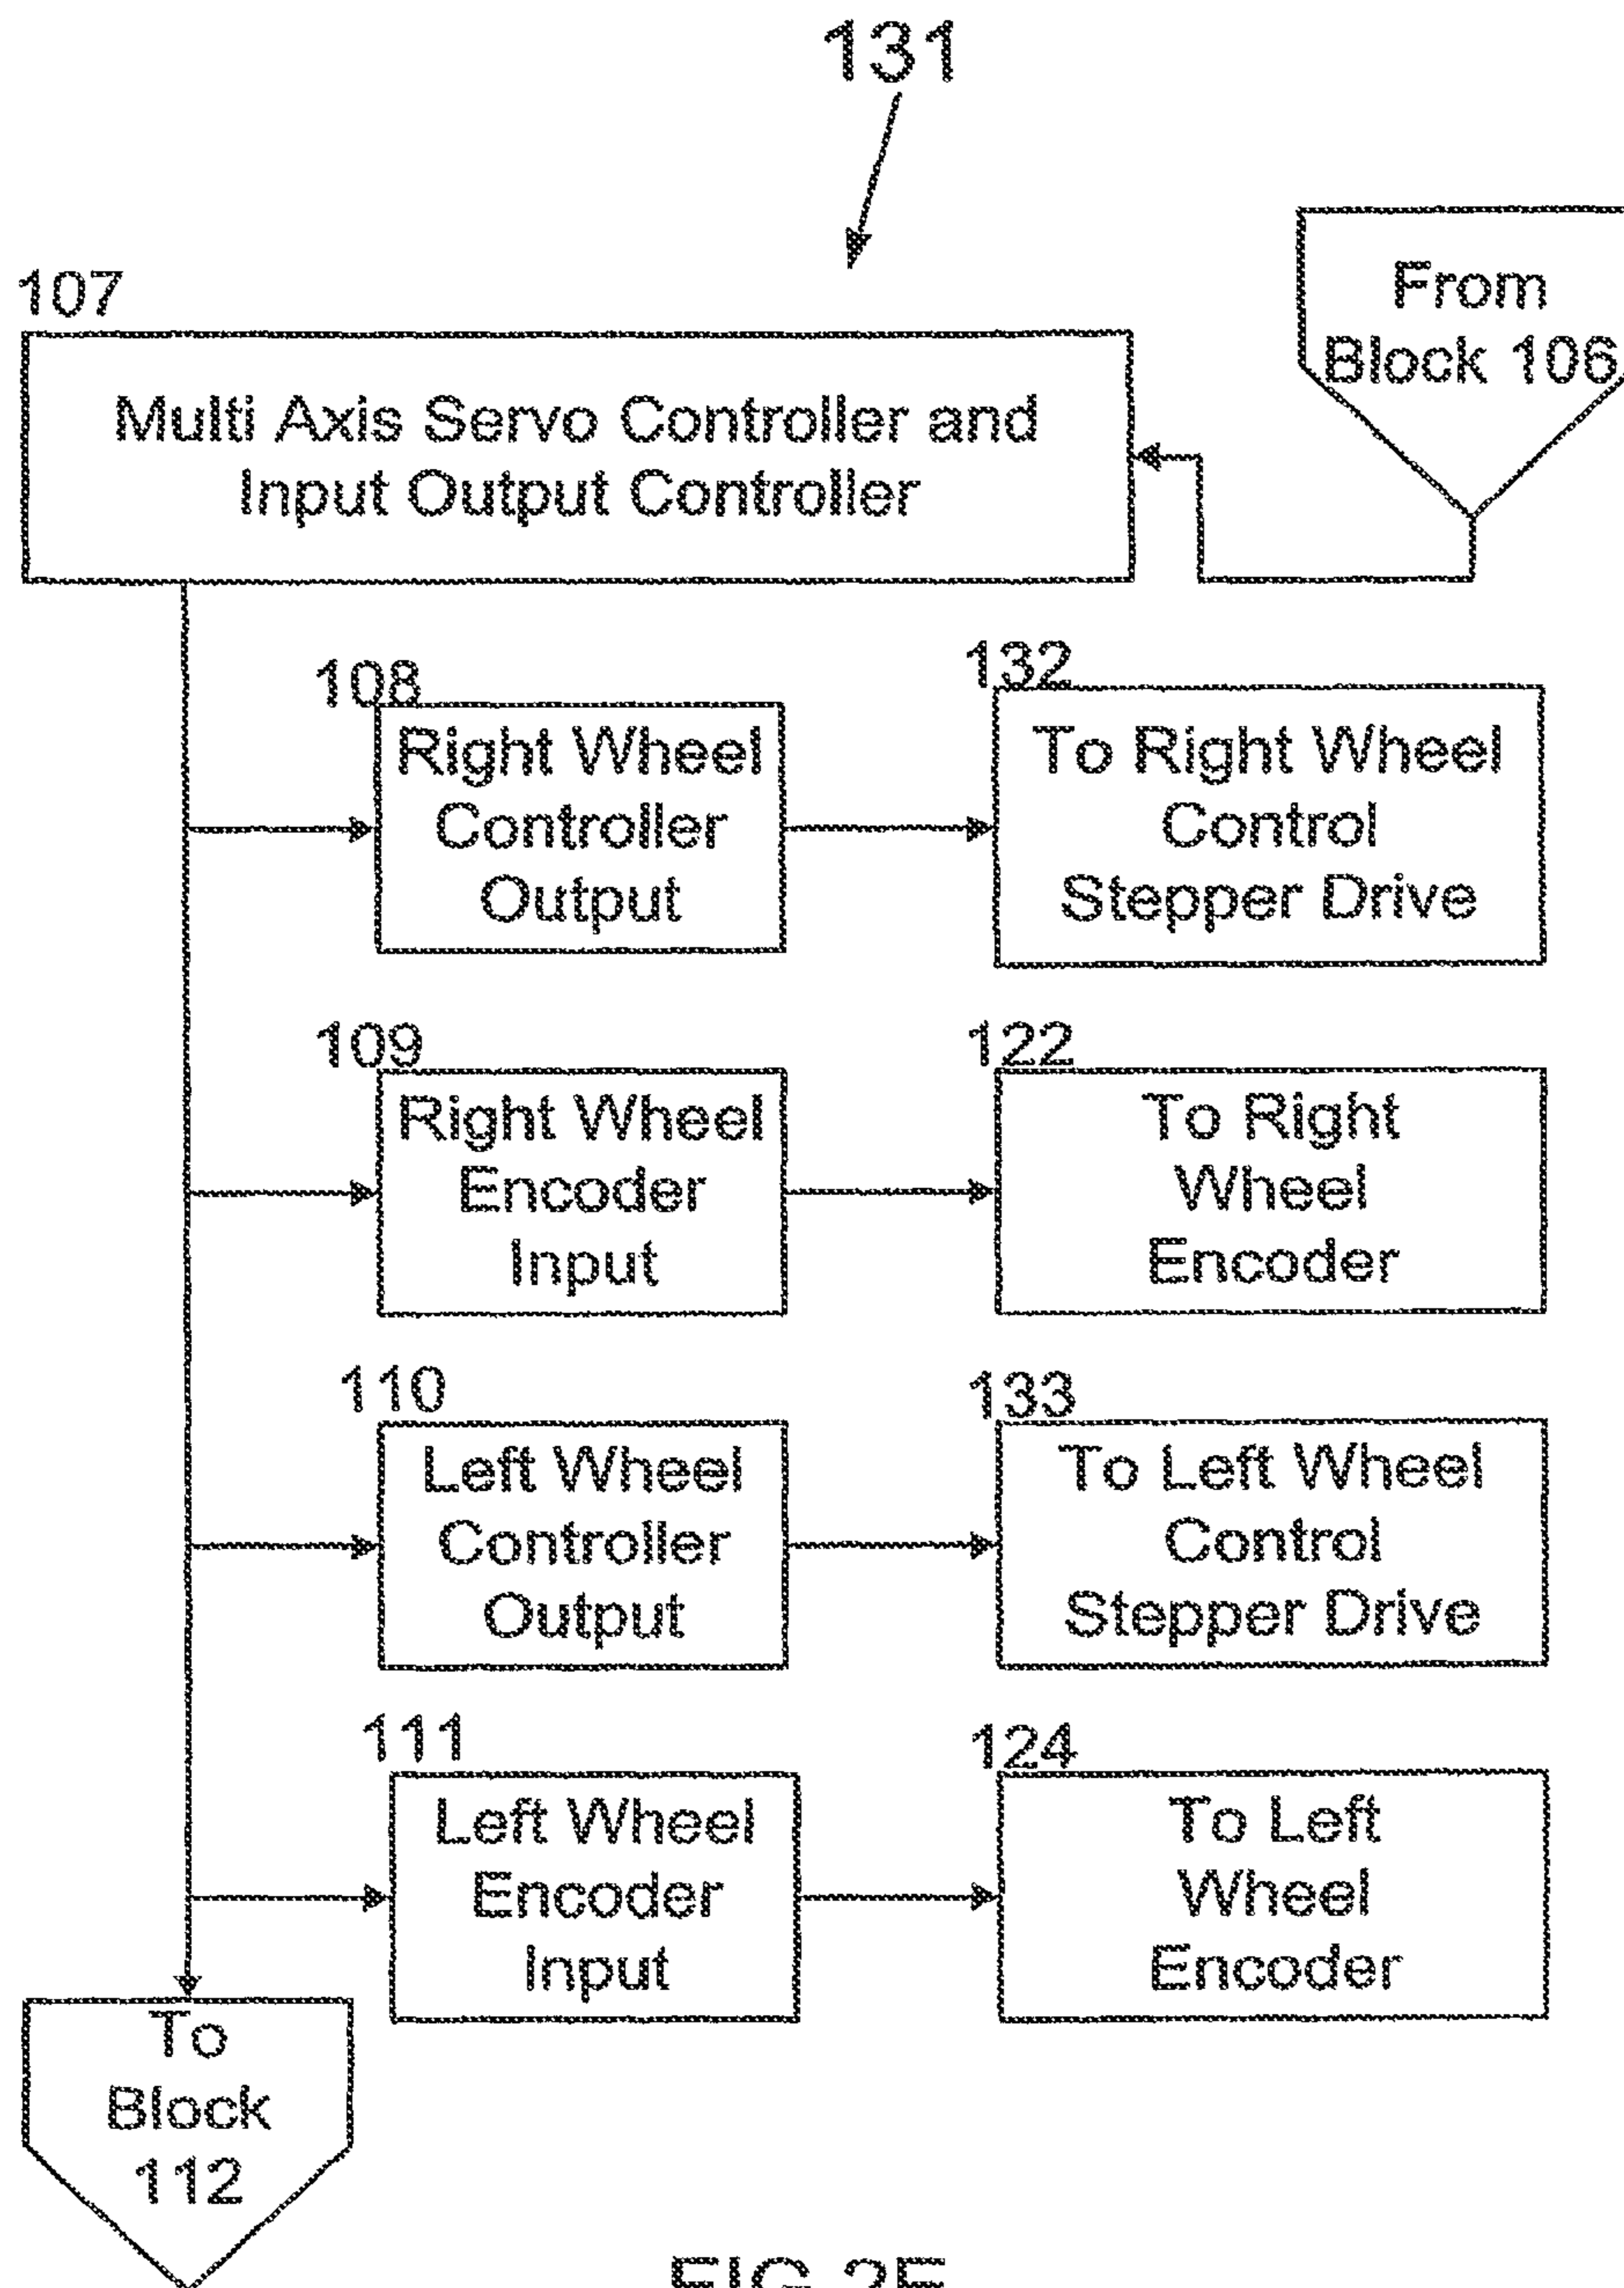 131
107
From
Block 106
Multi Axis Servo Controller and
Input Output Controller
108
Right Wheel
Controller
Output
132
To Right Wheel
Control
Stepper Drive
109
Right Wheel
Encoder
Input
122
To Right
Wheel
Encoder
110
Left Wheel
Controller
Output
133
To Left Wheel
Control
Stepper Drive
111
Left Wheel
Encoder
Input
124
To Left
Wheel
Encoder
To
Block
112